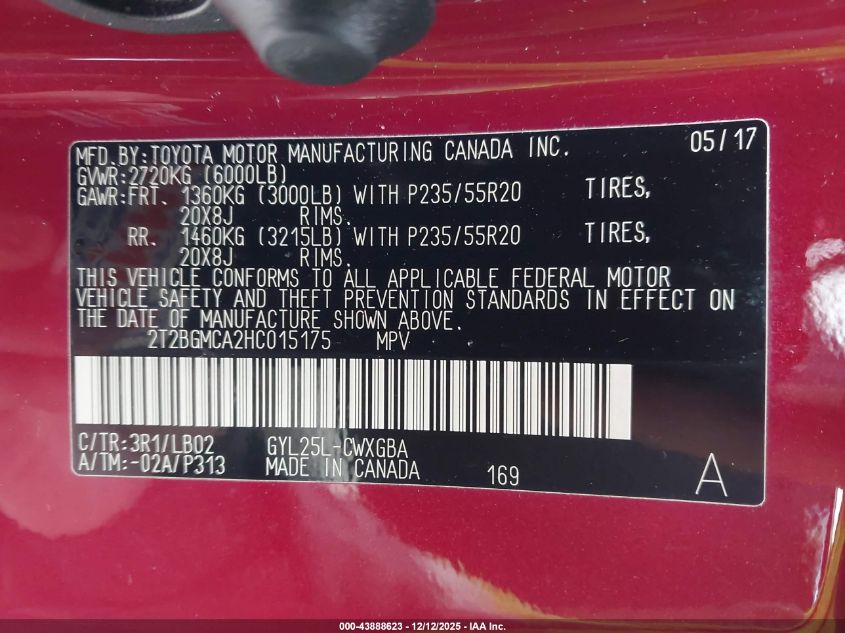 MFD.BY:TOYOTA MOTOR MANUFACTURING CANADA INC. 05/17
GVWR:2720KG (6000LB)
GAWR:FRT. 1360KG (3000LB) WITH P235/55R20 TIRES,
20X8J RIMS.
RR. 1460KG (3215LB) WITH P235/55R20 TIRES,
20X8J RIMS.
THIS VEHICLE CONFORMS TO ALL APPLICABLE FEDERAL MOTOR
VEHICLE SAFETY AND THEFT PREVENTION STANDARDS IN EFFECT ON
THE DATE OF MANUFACTURE SHOWN ABOVE.
2T2BGMCA2HC015175 MPV
C/TR:3R1/LB02 GYL25L-CWXGBA
A/TM:-02A/P313 MADE IN CANADA 169 A
000-43888623 - 12/12/2025 - IAA Inc.